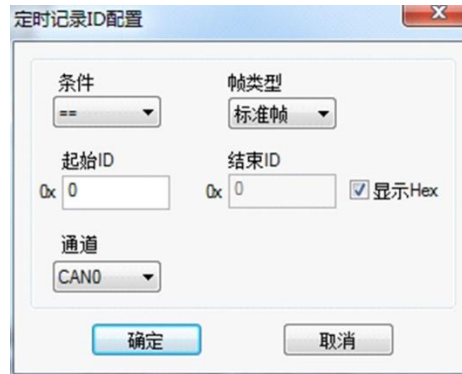 定时记录ID配置
条件 帧类型
== 标准帧
起始ID 结束ID
0x 0 0x 0 显示Hex
通道
CAN0
确定 取消